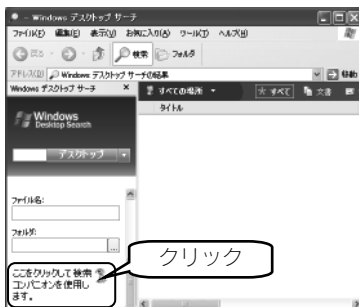 - Windows デスクトップ サーチ
ファイル(F) 編集(E) 表示(V) お気に入り(A) ツール(T) ヘルプ(H)
戻る 検索 フォルダ
アドレス(D) Windows デスクトップ サーチの結果 移動
Windows デスクトップ サーチ × すべての場所 すべて 文書
タイトル
Windows
Desktop Search
デスクトップ
ファイル名:
フォルダ:
...
ここをクリックして検索
コンパニオンを使用し
ます。
クリック